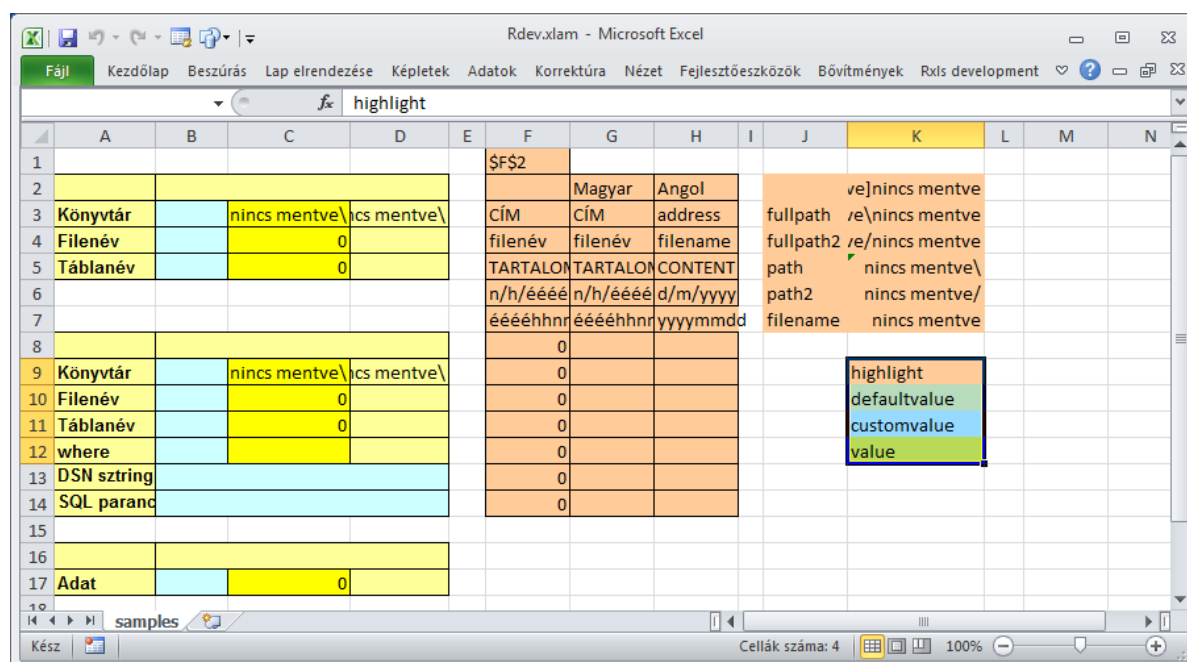 Rdev.xlam - Microsoft Excel
Fájl Kezdőlap Beszúrás Lap elrendezése Képletek Adatok Korrektúra Nézet Fejlesztőeszközök Bővítmények Rxls development
fx highlight
A B C D E F G H I J K L M N
1 $F$2
2 Magyar Angol ve]nincs mentve
3 Könyvtár nincs mentve\ ncs mentve\ CÍM CÍM address fullpath ve\nincs mentve
4 Filenév 0 filenév filenév filename fullpath2 ve/nincs mentve
5 Táblanév 0 TARTALOM TARTALOM CONTENT path nincs mentve\
6 n/h/éééé n/h/éééé d/m/yyyy path2 nincs mentve/
7 ééééhhnn ééééhhnn yyyymmdd filename nincs mentve
8 0
9 Könyvtár nincs mentve\ ncs mentve\ 0 highlight
10 Filenév 0 0 defaultvalue
11 Táblanév 0 0 customvalue
12 where 0 value
13 DSN sztring 0
14 SQL paranc 0
15
16
17 Adat 0
18
samples
Kész Cellák száma: 4 100%